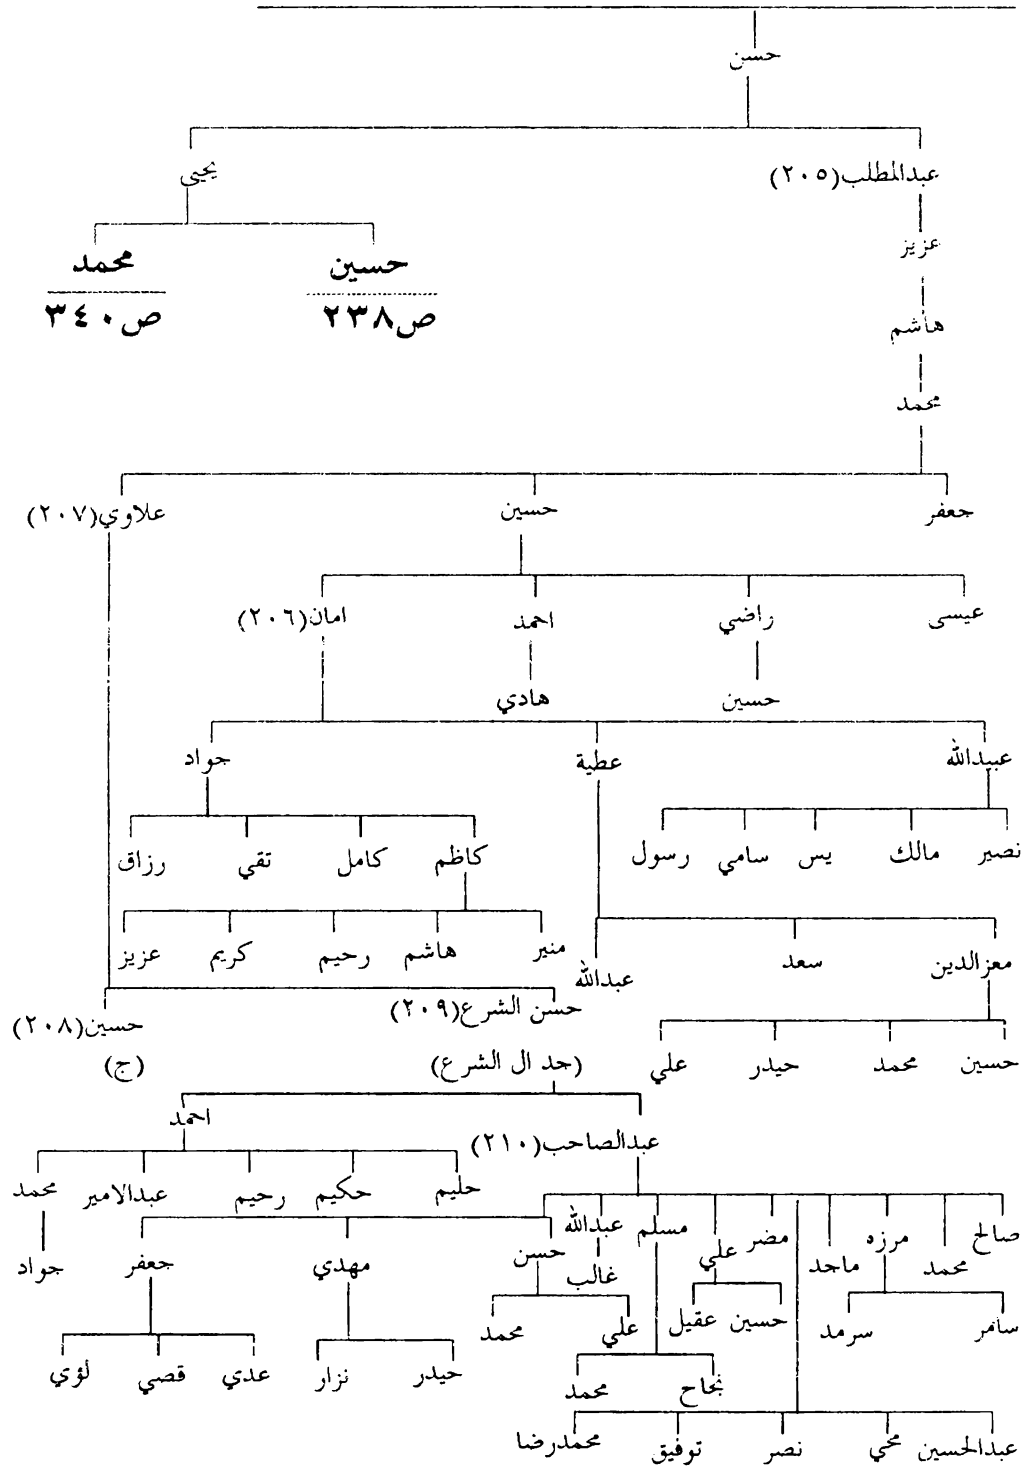 حسن
عبدالمطلب(٢٠٥) يحيى
عزيز
حسين محمد
ص٢٣٨ ص٣٤٠
هاشم
محمد
جعفر حسين علاوي(٢٠٧)
عيسى راضي احمد امان(٢٠٦)
حسين هادي
عبيدالله عطية جواد
نصير مالك يس سامي رسول كاظم كامل تقي رزاق
معزالدين سعد عبدالله منير هاشم رحيم كريم عزيز
حسن الشرع(٢٠٩) حسين(٢٠٨)
حسين محمد حيدر علي (جد ال الشرع) (ج)
عبدالصاحب(٢١٠) احمد
حليم حكيم رحيم عبدالامير محمد
صالح محمد مرزه ماجد مضر علي مسلم عبدالله حسن مهدي جعفر جواد
غالب
سامر سرمد حسين عقيل علي محمد
حيدر نزار عدي قصي لؤي
نجاح محمد
عبدالحسين محي نصر توفيق محمدرضا